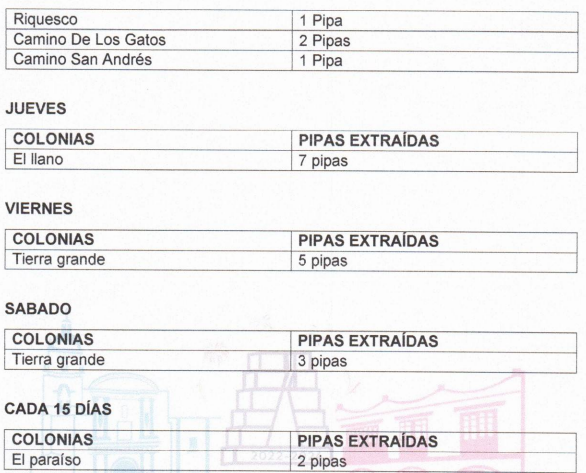 Riquesco 1 Pipa
Camino De Los Gatos 2 Pipas
Camino San Andrés 1 Pipa
JUEVES
COLONIAS PIPAS EXTRAÍDAS
El llano 7 pipas
VIERNES
COLONIAS PIPAS EXTRAÍDAS
Tierra grande 5 pipas
SABADO
COLONIAS PIPAS EXTRAÍDAS
Tierra grande 3 pipas
CADA 15 DÍAS
COLONIAS PIPAS EXTRAÍDAS
El paraíso 2 pipas